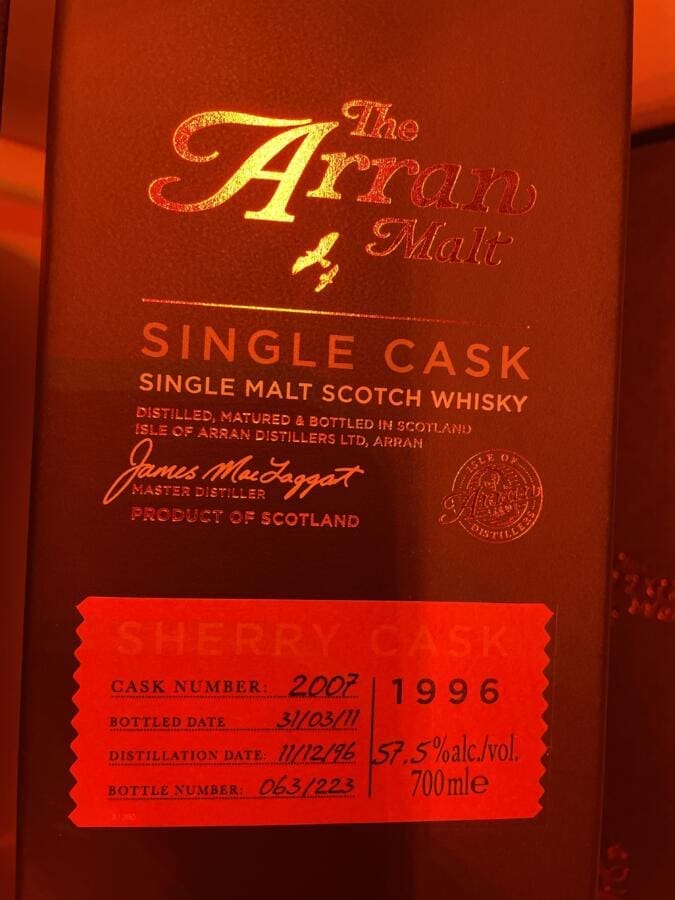 The
Arran
Malt
SINGLE CASK
SINGLE MALT SCOTCH WHISKY
DISTILLED, MATURED & BOTTLED IN SCOTLAND
ISLE OF ARRAN DISTILLERS LTD, ARRAN
James MacTaggart
MASTER DISTILLER
PRODUCT OF SCOTLAND
ISLE OF
Arran
DISTILLERS
SHERRY CASK
CASK NUMBER: 2007
BOTTLED DATE 31/03/11
DISTILLATION DATE: 11/12/96
BOTTLE NUMBER: 063/223
1996
57.5%alc./vol.
700mle